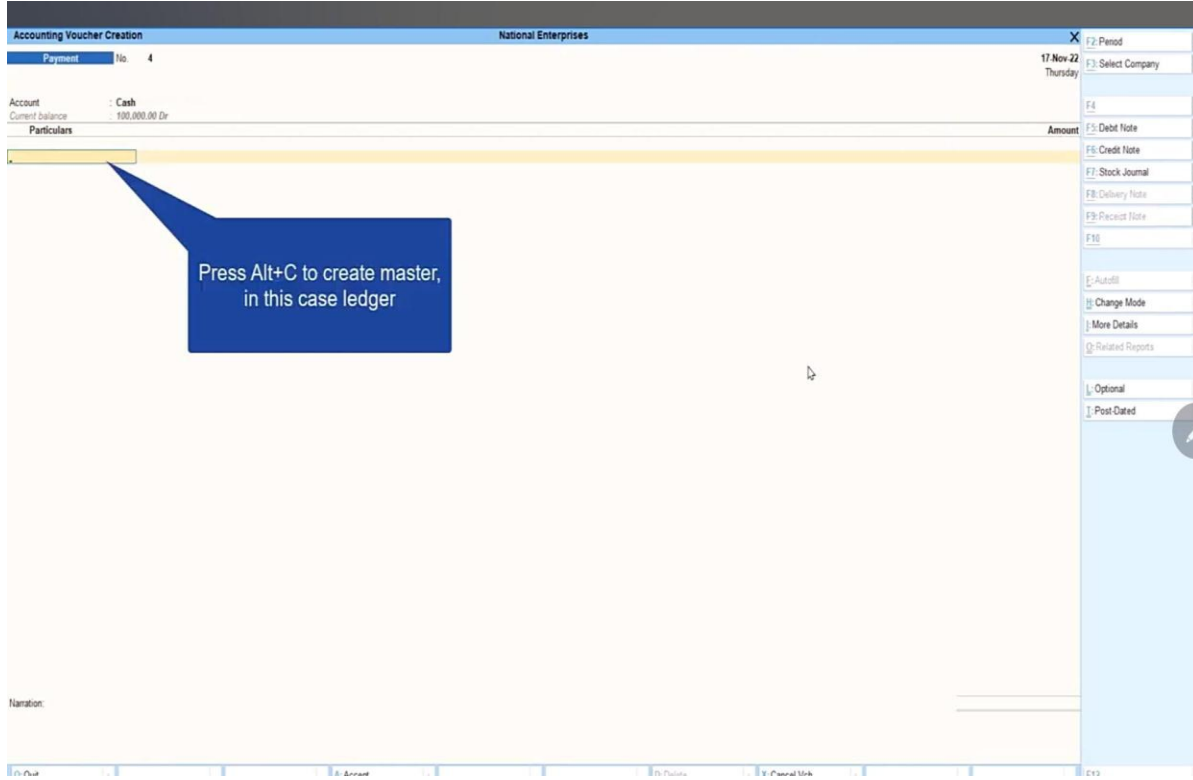 Accounting Voucher Creation National Enterprises X
Payment No. 4 17-Nov-22
Thursday
Account : Cash
Current balance : 100,000.00 Dr
Particulars Amount
Press Alt+C to create master,
in this case ledger
Narration:
F2: Period
F3: Select Company
F4
F5: Debit Note
F6: Credit Note
F7: Stock Journal
F8: Delivery Note
F9: Receipt Note
F10
E: Autofill
H: Change Mode
I: More Details
O: Related Reports
L: Optional
T: Post-Dated
Q: Quit A: Accept D: Delete X: Cancel Vch F12